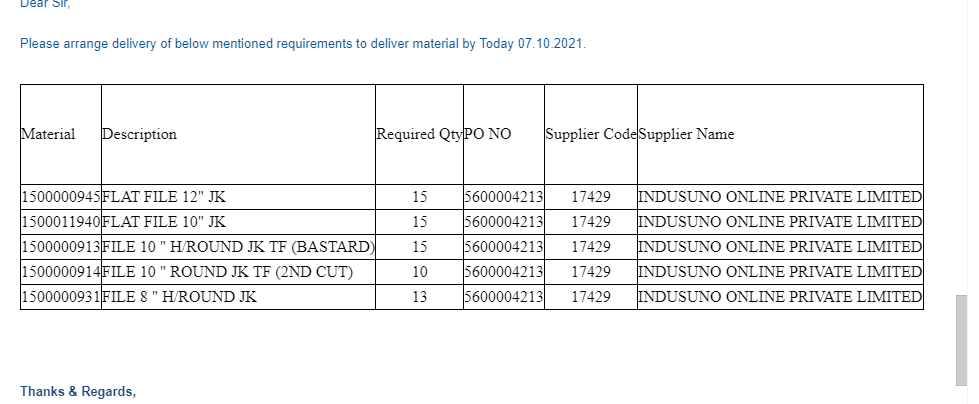 Dear Sir,
Please arrange delivery of below mentioned requirements to deliver material by Today 07.10.2021.
Material Description Required Qty PO NO Supplier Code Supplier Name
1500000945 FLAT FILE 12" JK 15 5600004213 17429 INDUSUNO ONLINE PRIVATE LIMITED
1500011940 FLAT FILE 10" JK 15 5600004213 17429 INDUSUNO ONLINE PRIVATE LIMITED
1500000913 FILE 10 " H/ROUND JK TF (BASTARD) 15 5600004213 17429 INDUSUNO ONLINE PRIVATE LIMITED
1500000914 FILE 10 " ROUND JK TF (2ND CUT) 10 5600004213 17429 INDUSUNO ONLINE PRIVATE LIMITED
1500000931 FILE 8 " H/ROUND JK 13 5600004213 17429 INDUSUNO ONLINE PRIVATE LIMITED
Thanks & Regards,